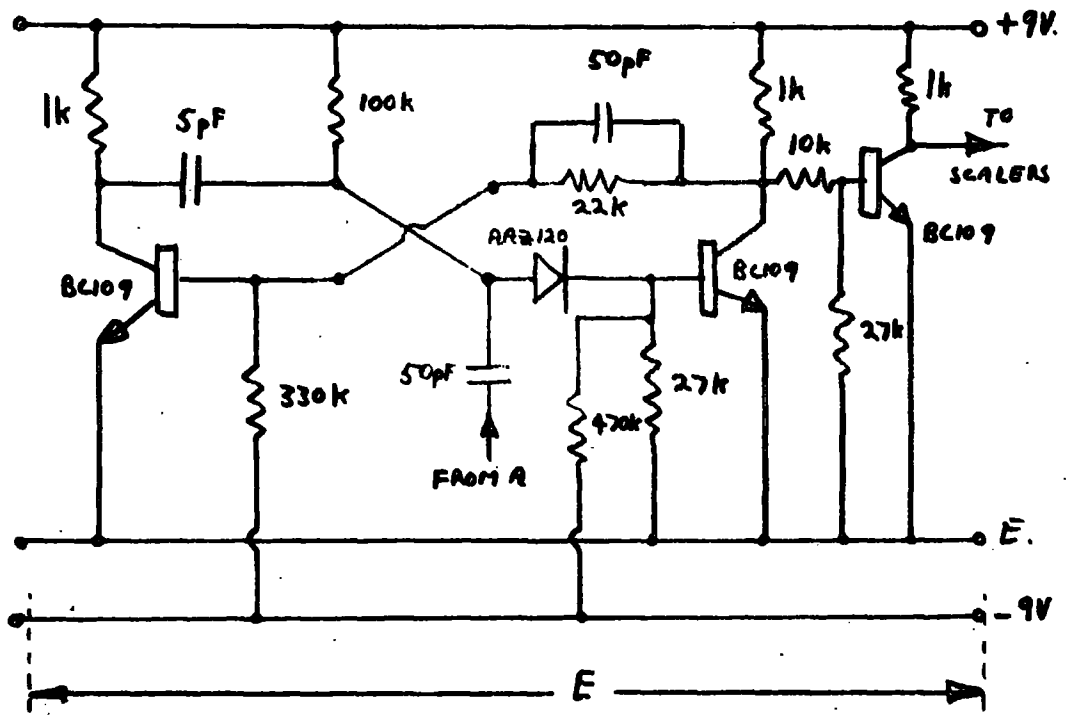 +9V.
1k
5pF
100k
50pF
22k
1k
10k
1k
TO
SCALERS
BC109
AAZ120
BC109
BC109
330k
50pF
FROM A
470k
27k
27k
E.
-9V
E